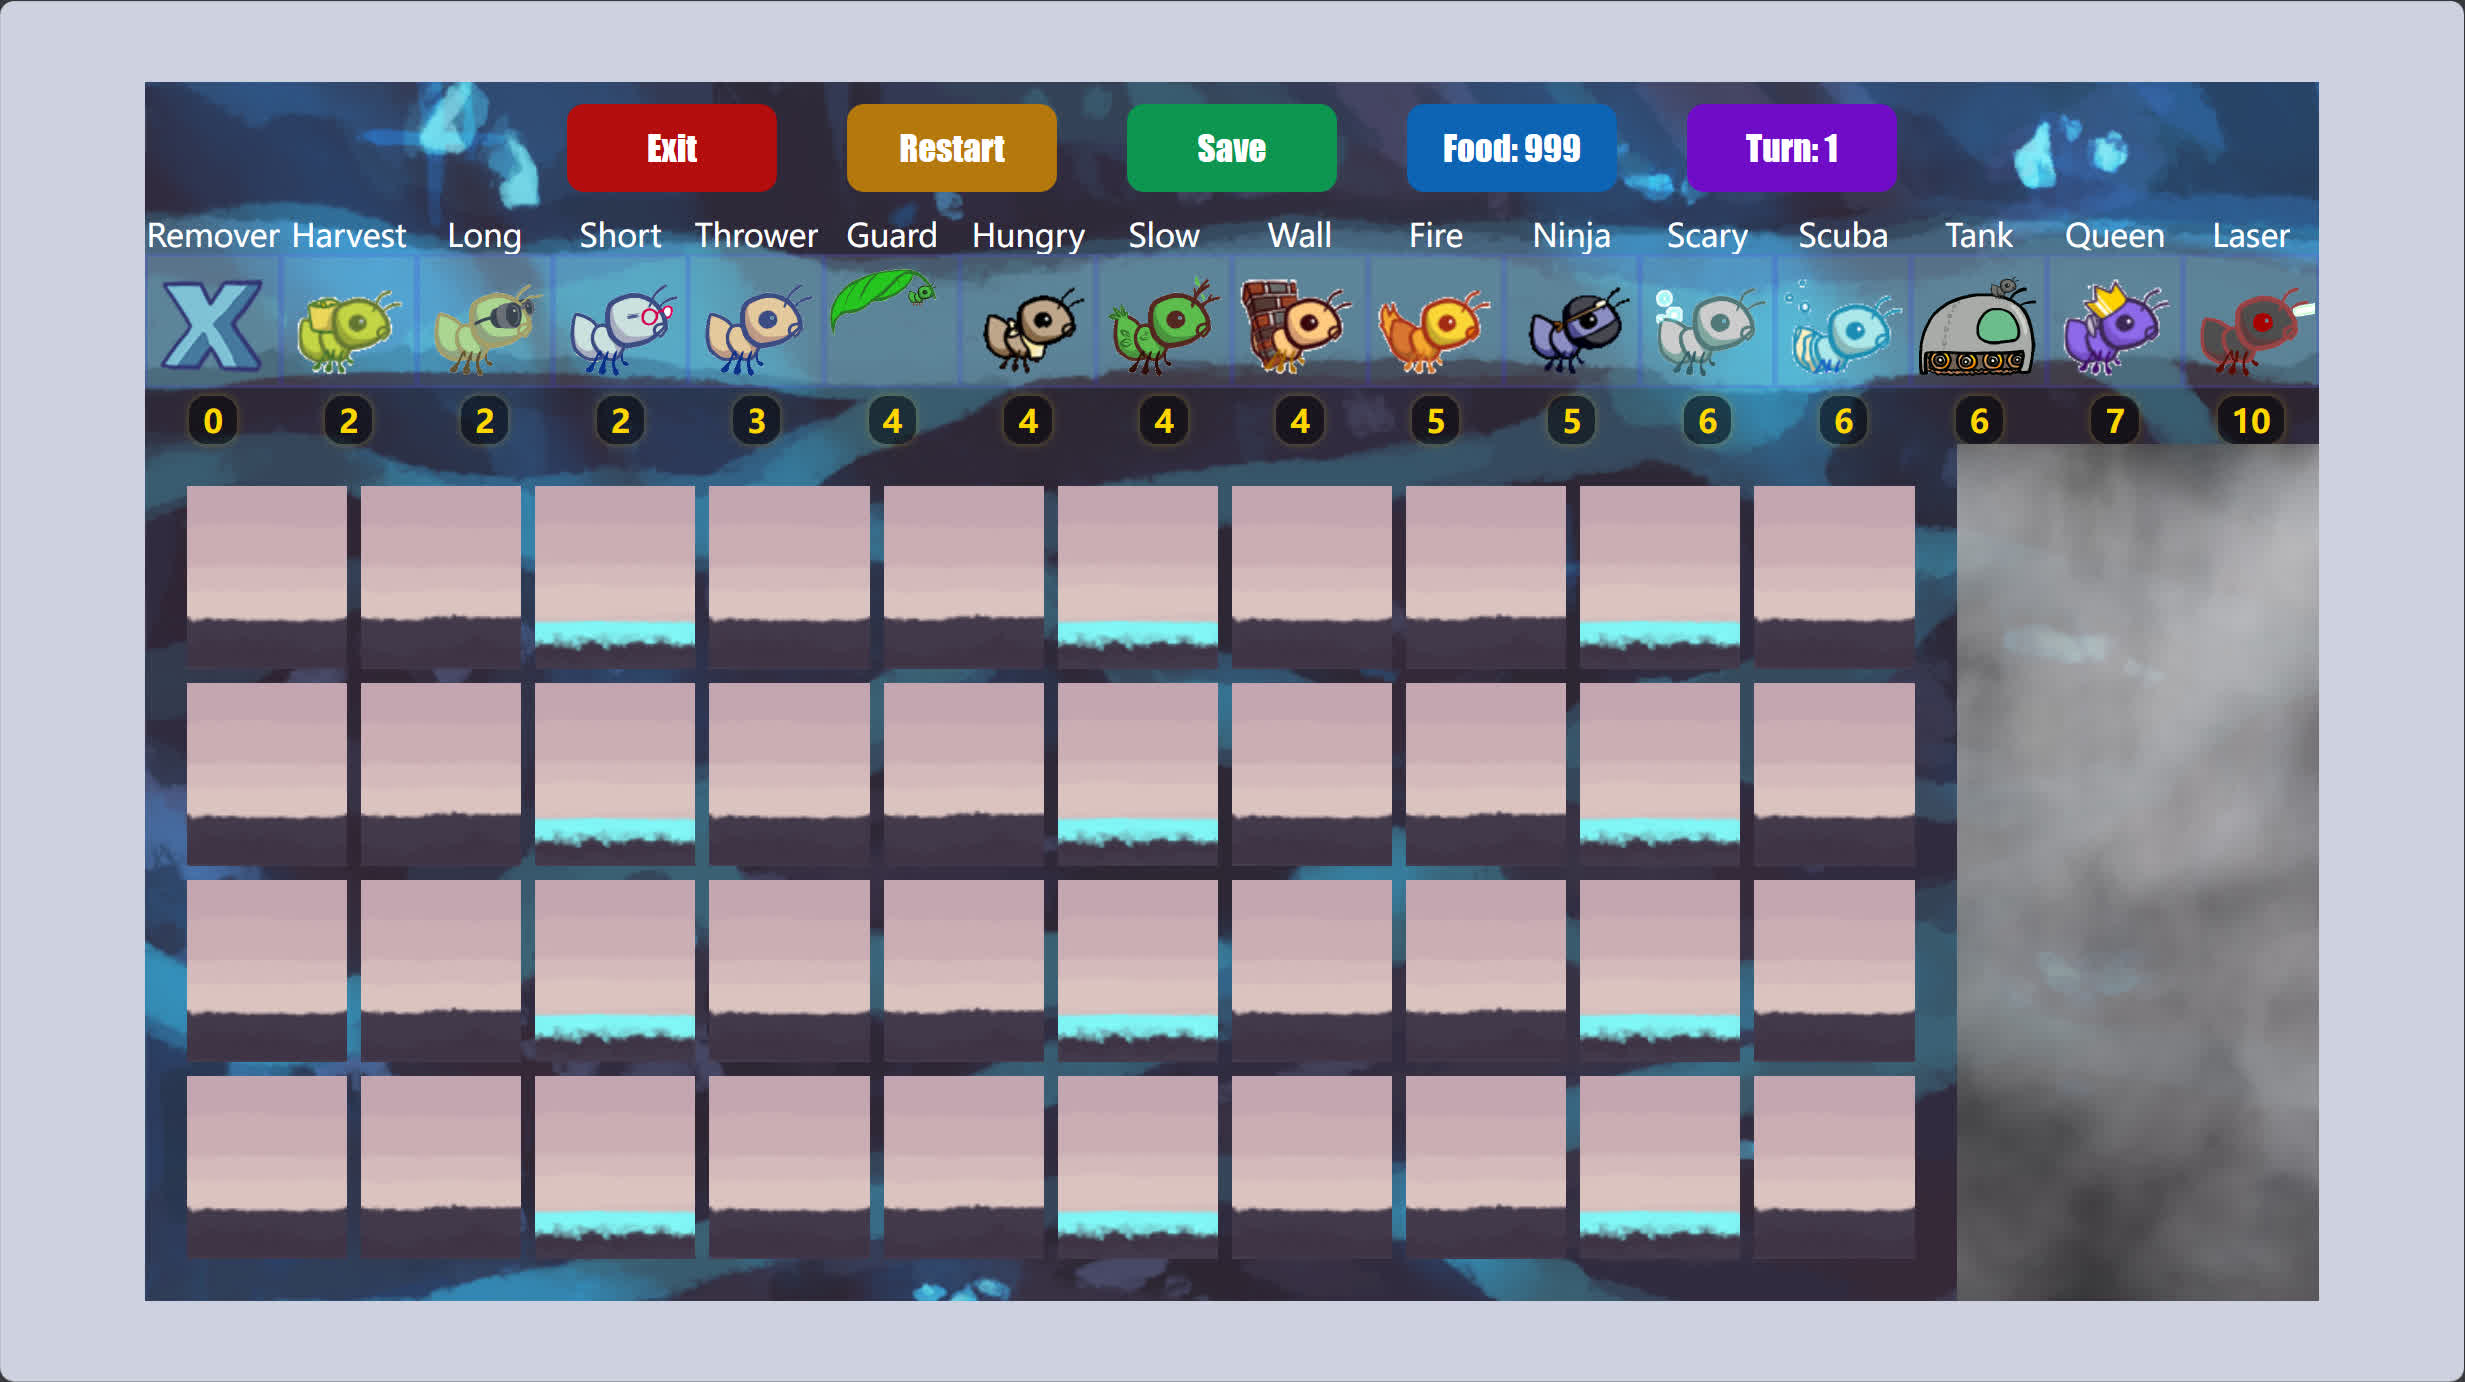 Exit Restart Save Food: 999 Turn: 1
Remover Harvest Long Short Thrower Guard Hungry Slow Wall Fire Ninja Scary Scuba Tank Queen Laser
X
0 2 2 2 3 4 4 4 4 5 5 6 6 6 7 10